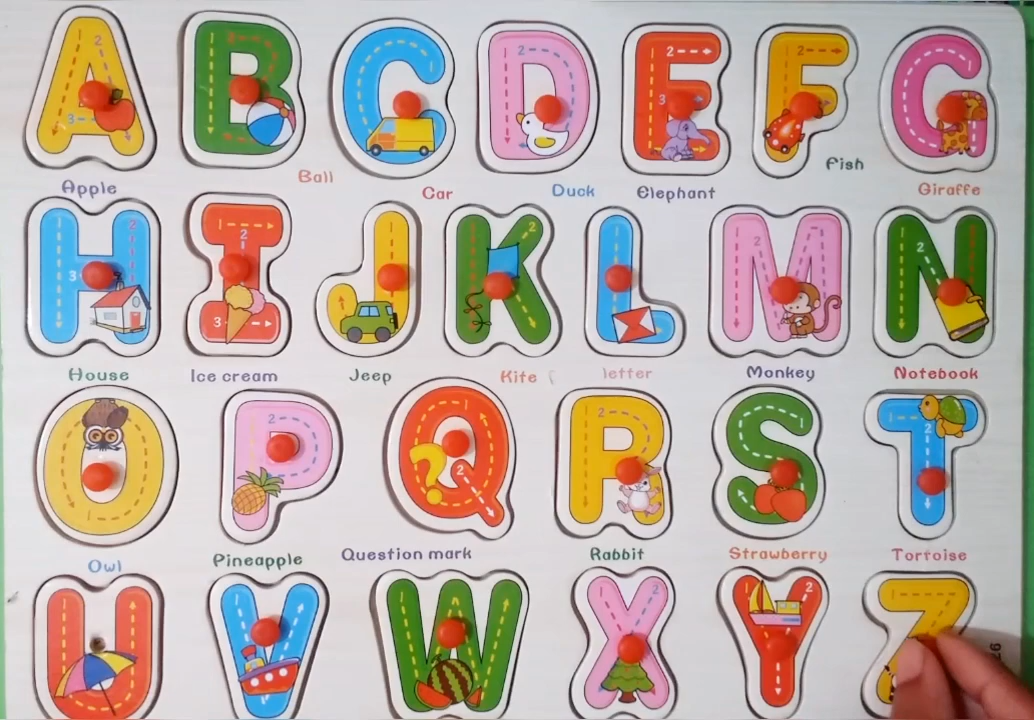 A B C D E F G
Apple Ball Car Duck Elephant Fish Giraffe
H I J K L M N
House Ice cream Jeep Kite letter Monkey Notebook
O P Q R S T
Owl Pineapple Question mark Rabbit Strawberry Tortoise
U V W X Y Z